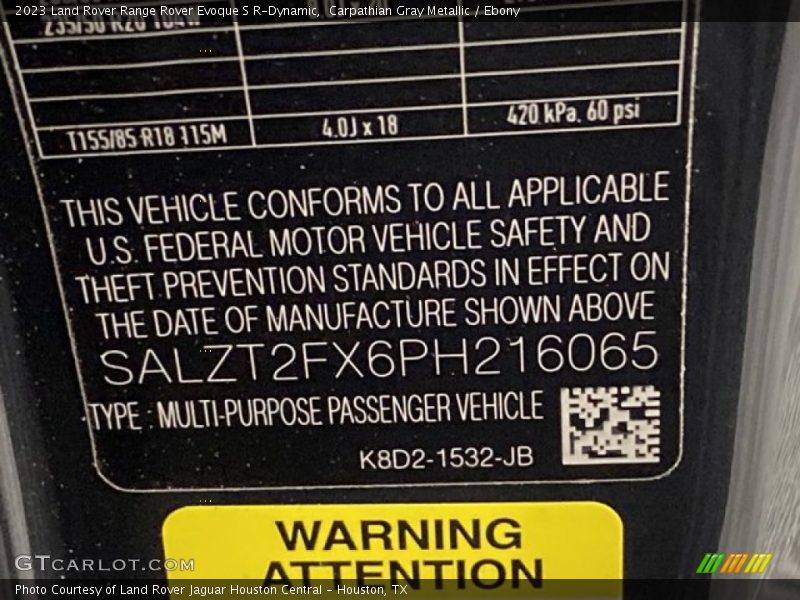 2023 Land Rover Range Rover Evoque S R-Dynamic, Carpathian Gray Metallic / Ebony
T155/85 R18 115M 4.0J x 18 420 kPa. 60 psi
THIS VEHICLE CONFORMS TO ALL APPLICABLE
U.S. FEDERAL MOTOR VEHICLE SAFETY AND
THEFT PREVENTION STANDARDS IN EFFECT ON
THE DATE OF MANUFACTURE SHOWN ABOVE
SALZT2FX6PH216065
TYPE : MULTI-PURPOSE PASSENGER VEHICLE
K8D2-1532-JB
WARNING
ATTENTION
GTCARLOT.COM
Photo Courtesy of Land Rover Jaguar Houston Central - Houston, TX